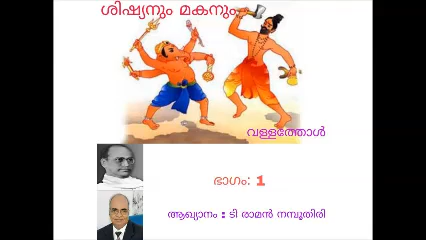 ശിഷ്യനും മകനും
വള്ളത്തോൾ
ഭാഗം: 1
ആഖ്യാനം : ടി രാമൻ നമ്പൂതിരി